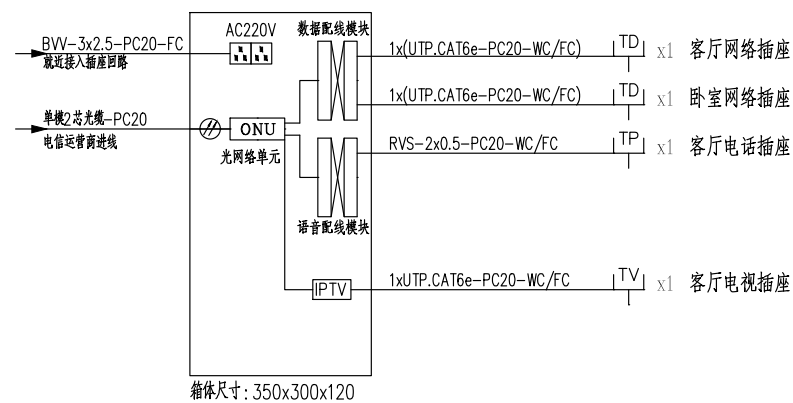 BVV-3x2.5-PC20-FC
就近接入插座回路
AC220V
数据配线模块
1x(UTP.CAT6e-PC20-WC/FC)
TD
x1
客厅网络插座
1x(UTP.CAT6e-PC20-WC/FC)
TD
x1
卧室网络插座
单模2芯光缆-PC20
电信运营商进线
ONU
光网络单元
RVS-2x0.5-PC20-WC/FC
TP
x1
客厅电话插座
语音配线模块
IPTV
1xUTP.CAT6e-PC20-WC/FC
TV
x1
客厅电视插座
箱体尺寸：350x300x120